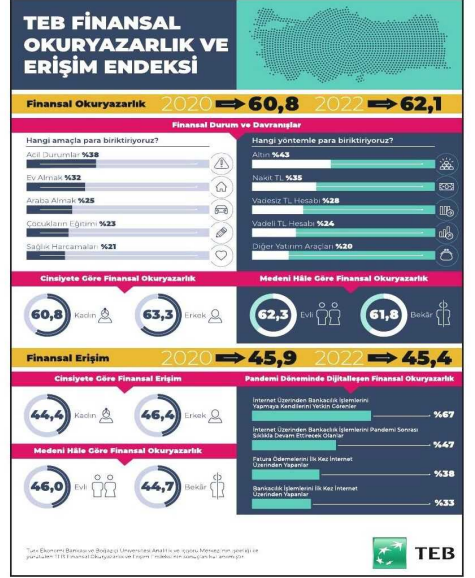 TEB FİNANSAL
OKURYAZARLIK VE
ERİŞİM ENDEKSİ
Finansal Okuryazarlık 2020 60,8 2022 62,1
Finansal Durum ve Davranışlar
Hangi amaçla para biriktiriyoruz?
Acil Durumlar %38
Ev Almak %32
Araba Almak %25
Çocukların Eğitimi %23
Sağlık Harcamaları %21
Hangi yöntemle para biriktiriyoruz?
Altın %43
Nakit TL %35
Vadesiz TL Hesabı %28
Vadeli TL Hesabı %24
Diğer Yatırım Araçları %20
Cinsiyete Göre Finansal Okuryazarlık
60,8 Kadın
63,3 Erkek
Medeni Hâle Göre Finansal Okuryazarlık
62,3 Evli
61,8 Bekâr
Finansal Erişim 2020 45,9 2022 45,4
Cinsiyete Göre Finansal Erişim
44,4 Kadın
46,4 Erkek
Medeni Hâle Göre Finansal Okuryazarlık
46,0 Evli
44,7 Bekâr
Pandemi Döneminde Dijitalleşen Finansal Okuryazarlık
İnternet Üzerinden Bankacılık İşlemlerini
Yapmaya Kendilerini Yetkin Görenler
%67
İnternet Üzerinden Bankacılık İşlemlerini Pandemi Sonrası
Sıklıkla Devam Ettirecek Olanlar
%47
Fatura Ödemelerini İlk Kez İnternet
Üzerinden Yapanlar
%38
Bankacılık İşlemlerini İlk Kez İnternet
Üzerinden Yapanlar
%33
Türk Ekonomi Bankası ve Boğaziçi Üniversitesi Analitik ve
TEB